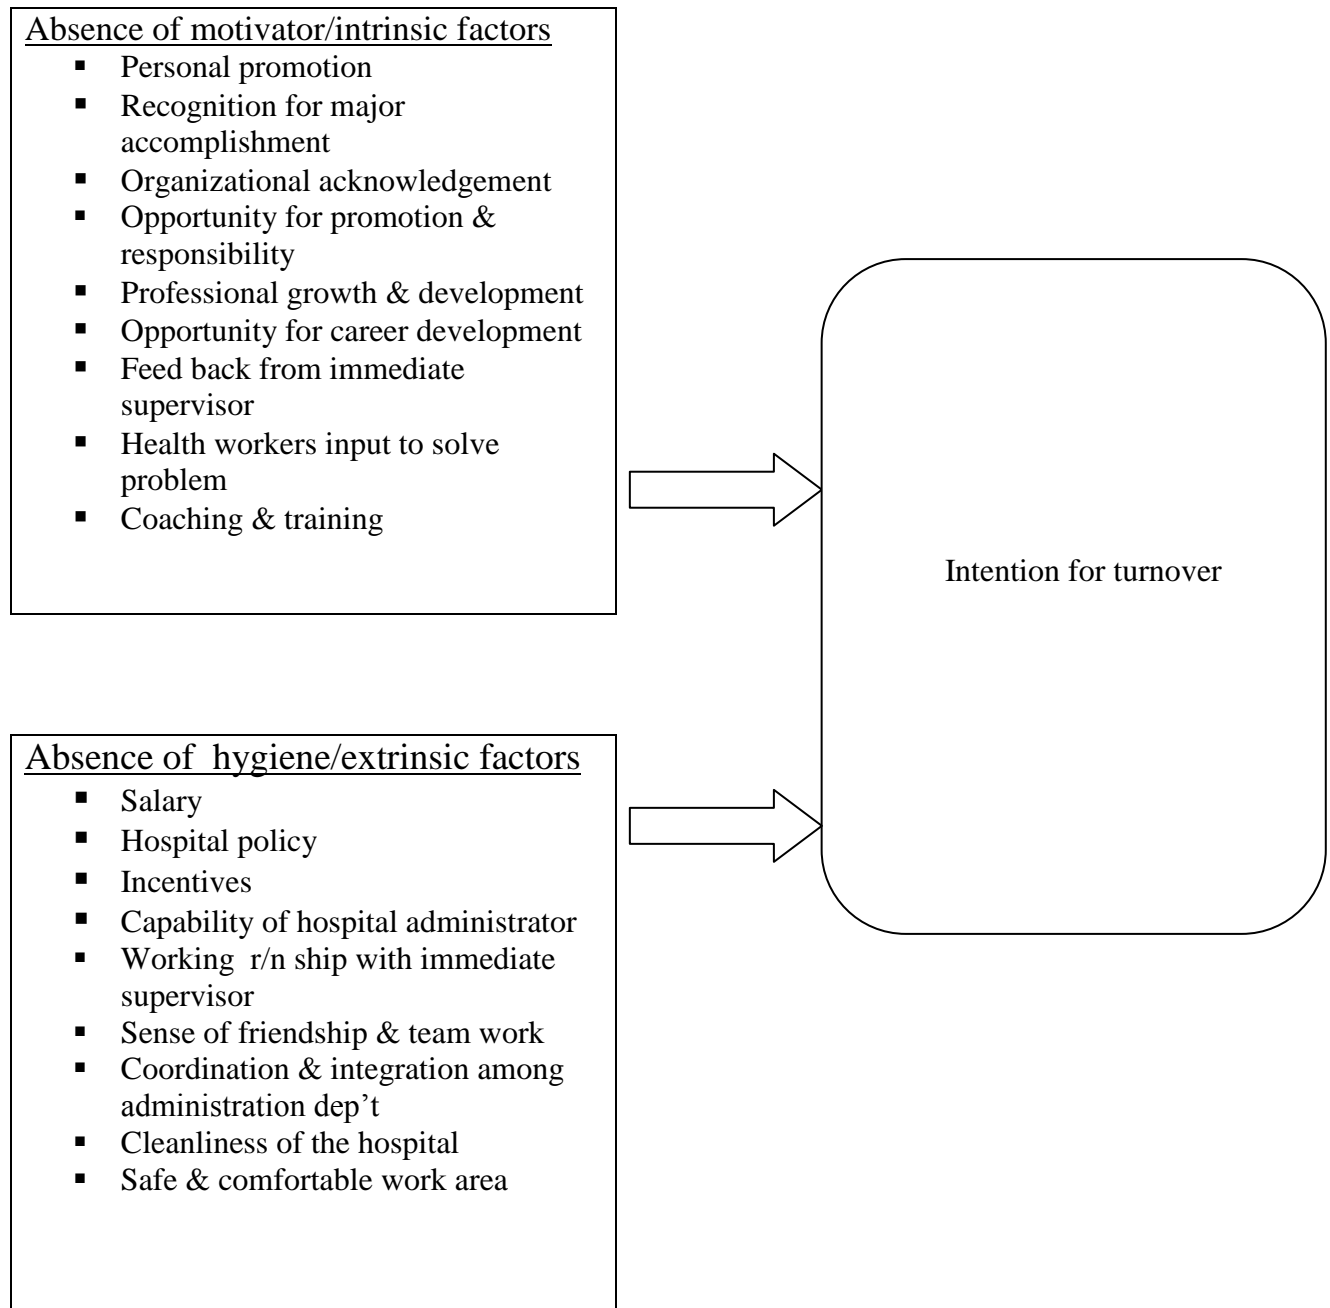 Absence of motivator/intrinsic factors
▪ Personal promotion
▪ Recognition for major
accomplishment
▪ Organizational acknowledgement
▪ Opportunity for promotion &
responsibility
▪ Professional growth & development
▪ Opportunity for career development
▪ Feed back from immediate
supervisor
▪ Health workers input to solve
problem
▪ Coaching & training
Intention for turnover
Absence of  hygiene/extrinsic factors
▪ Salary
▪ Hospital policy
▪ Incentives
▪ Capability of hospital administrator
▪ Working  r/n ship with immediate
supervisor
▪ Sense of friendship & team work
▪ Coordination & integration among
administration dep’t
▪ Cleanliness of the hospital
▪ Safe & comfortable work area